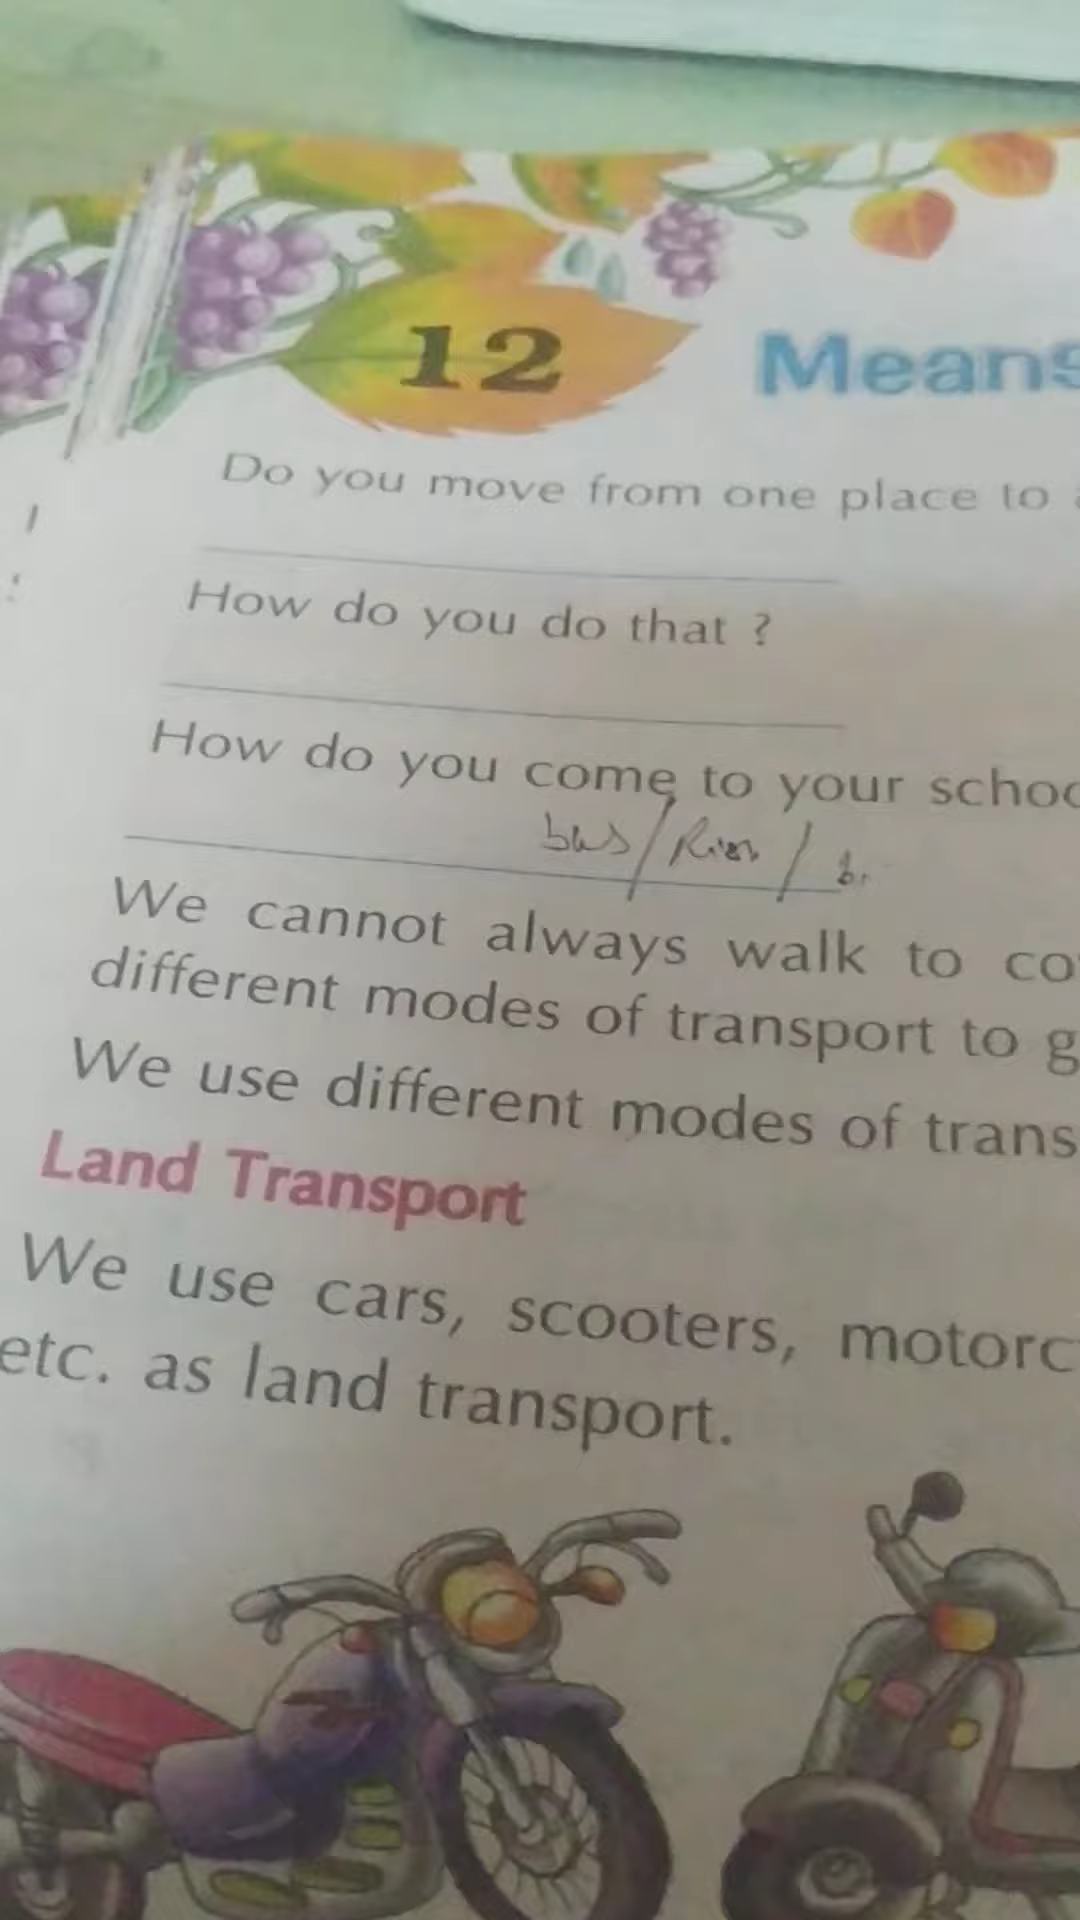 12 Means
Do you move from one place to
How do you do that ?
How do you come to your schoo
bus /
We cannot always walk to co
different modes of transport to g
We use different modes of trans
Land Transport
We use cars, scooters, motorc
etc. as land transport.